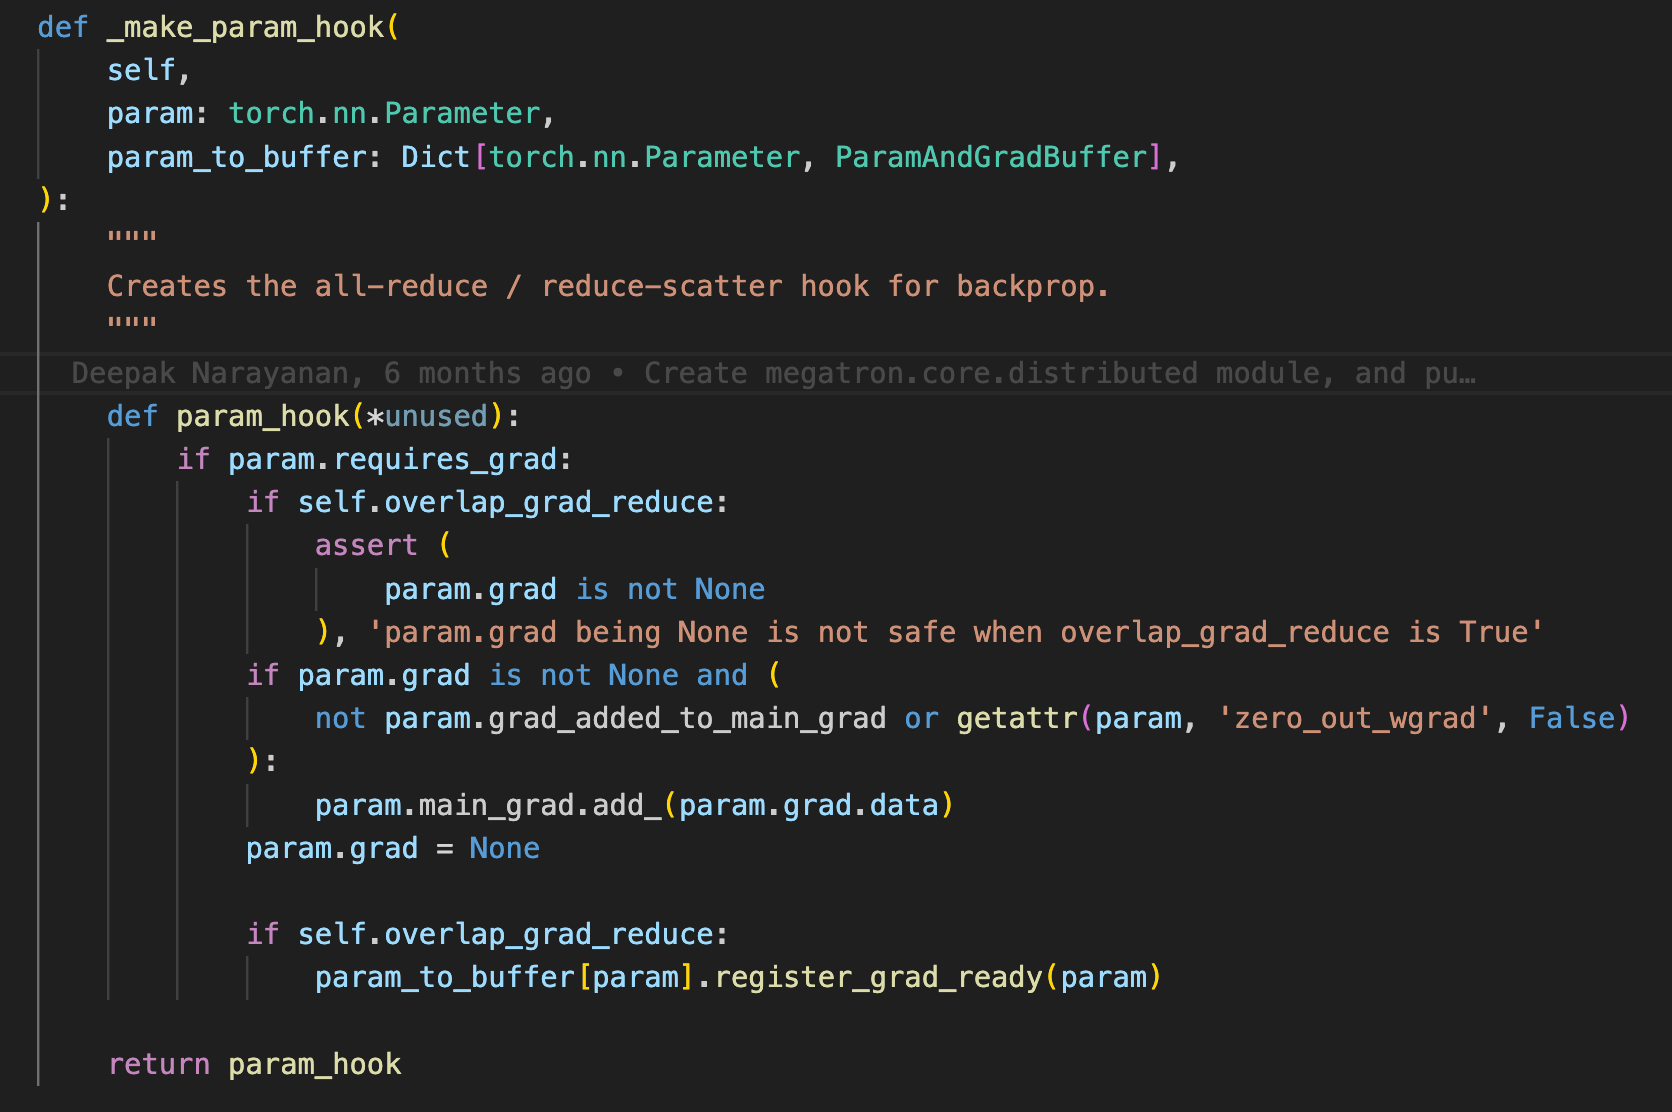 def _make_param_hook(
    self,
    param: torch.nn.Parameter,
    param_to_buffer: Dict[torch.nn.Parameter, ParamAndGradBuffer],
):
    """
    Creates the all-reduce / reduce-scatter hook for backprop.
    """
  Deepak Narayanan, 6 months ago • Create megatron.core.distributed module, and pu…
    def param_hook(*unused):
        if param.requires_grad:
            if self.overlap_grad_reduce:
                assert (
                    param.grad is not None
                ), 'param.grad being None is not safe when overlap_grad_reduce is True'
            if param.grad is not None and (
                not param.grad_added_to_main_grad or getattr(param, 'zero_out_wgrad', False)
            ):
                param.main_grad.add_(param.grad.data)
            param.grad = None

            if self.overlap_grad_reduce:
                param_to_buffer[param].register_grad_ready(param)

    return param_hook